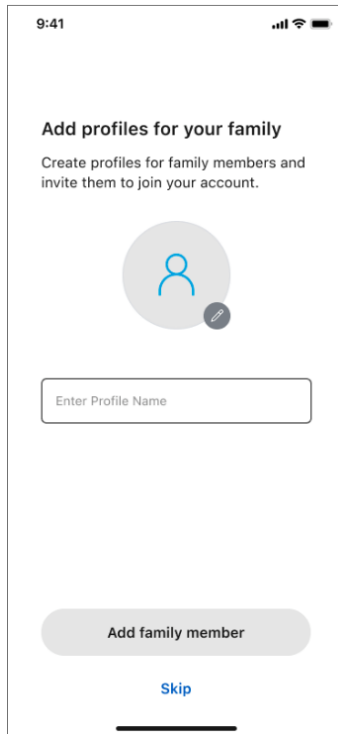 9:41
Add profiles for your family
Create profiles for family members and
invite them to join your account.
Enter Profile Name
Add family member
Skip